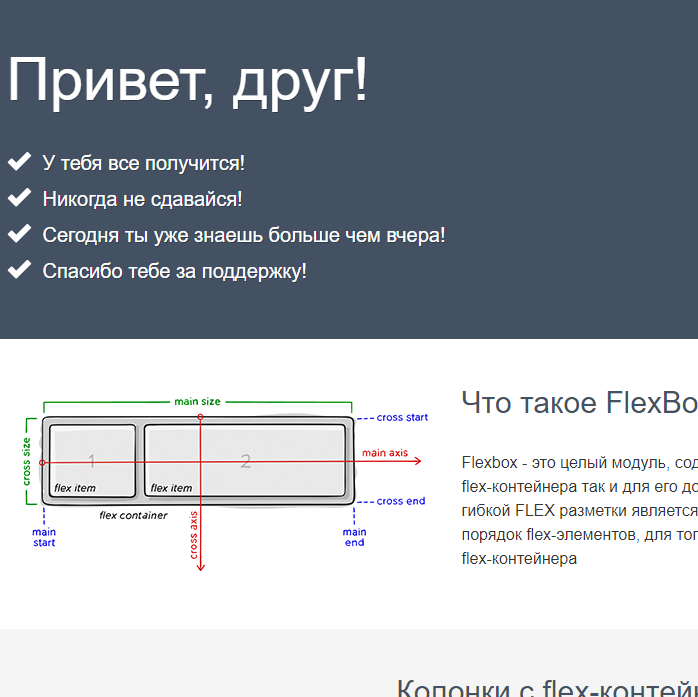 Привет, друг!
У тебя все получится!
Никогда не сдавайся!
Сегодня ты уже знаешь больше чем вчера!
Спасибо тебе за поддержку!
main size
cross start
cross size
1
2
main axis
flex item
flex item
cross end
flex container
cross axis
main
start
main
end
Что такое FlexBo
Flexbox - это целый модуль, сод
flex-контейнера так и для его до
гибкой FLEX разметки является
порядок flex-элементов, для тог
flex-контейнера
Колонки с flex-контейн